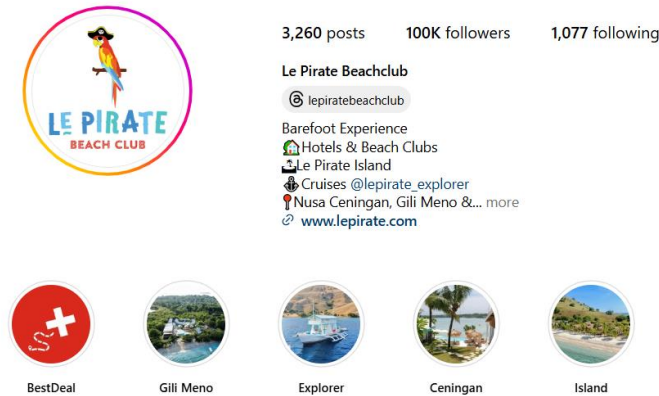 LE PIRATE
BEACH CLUB
3,260 posts 100K followers 1,077 following
Le Pirate Beachclub
lepiratebeachclub
Barefoot Experience
🏡Hotels & Beach Clubs
🏝Le Pirate Island
⚓Cruises @lepirate_explorer
📍Nusa Ceningan, Gili Meno &... more
www.lepirate.com
BestDeal Gili Meno Explorer Ceningan Island